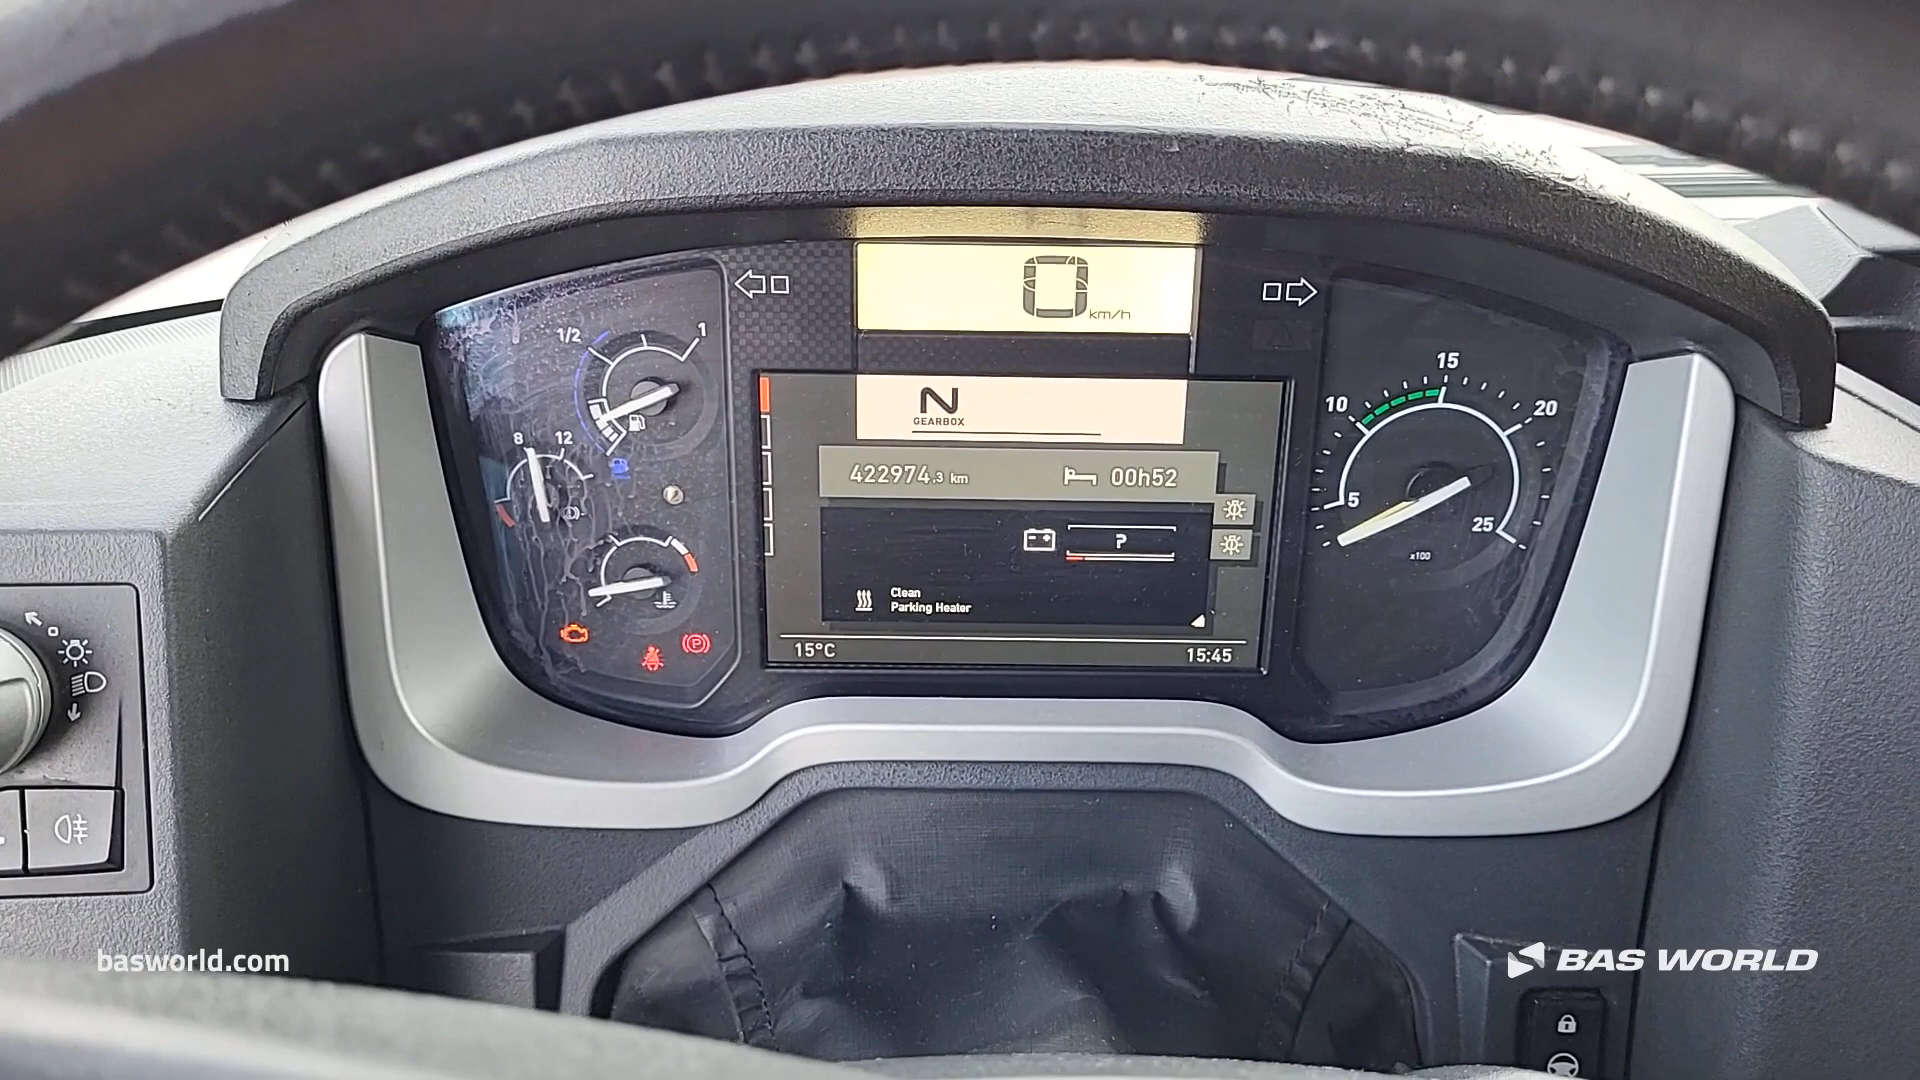 0 km/h
1/2 1
8 12
N
GEARBOX
422974.3 km 00h52
?
Clean
Parking Heater
15°C 15:45
5 10 15 20 25
x100
P
basworld.com
BAS WORLD